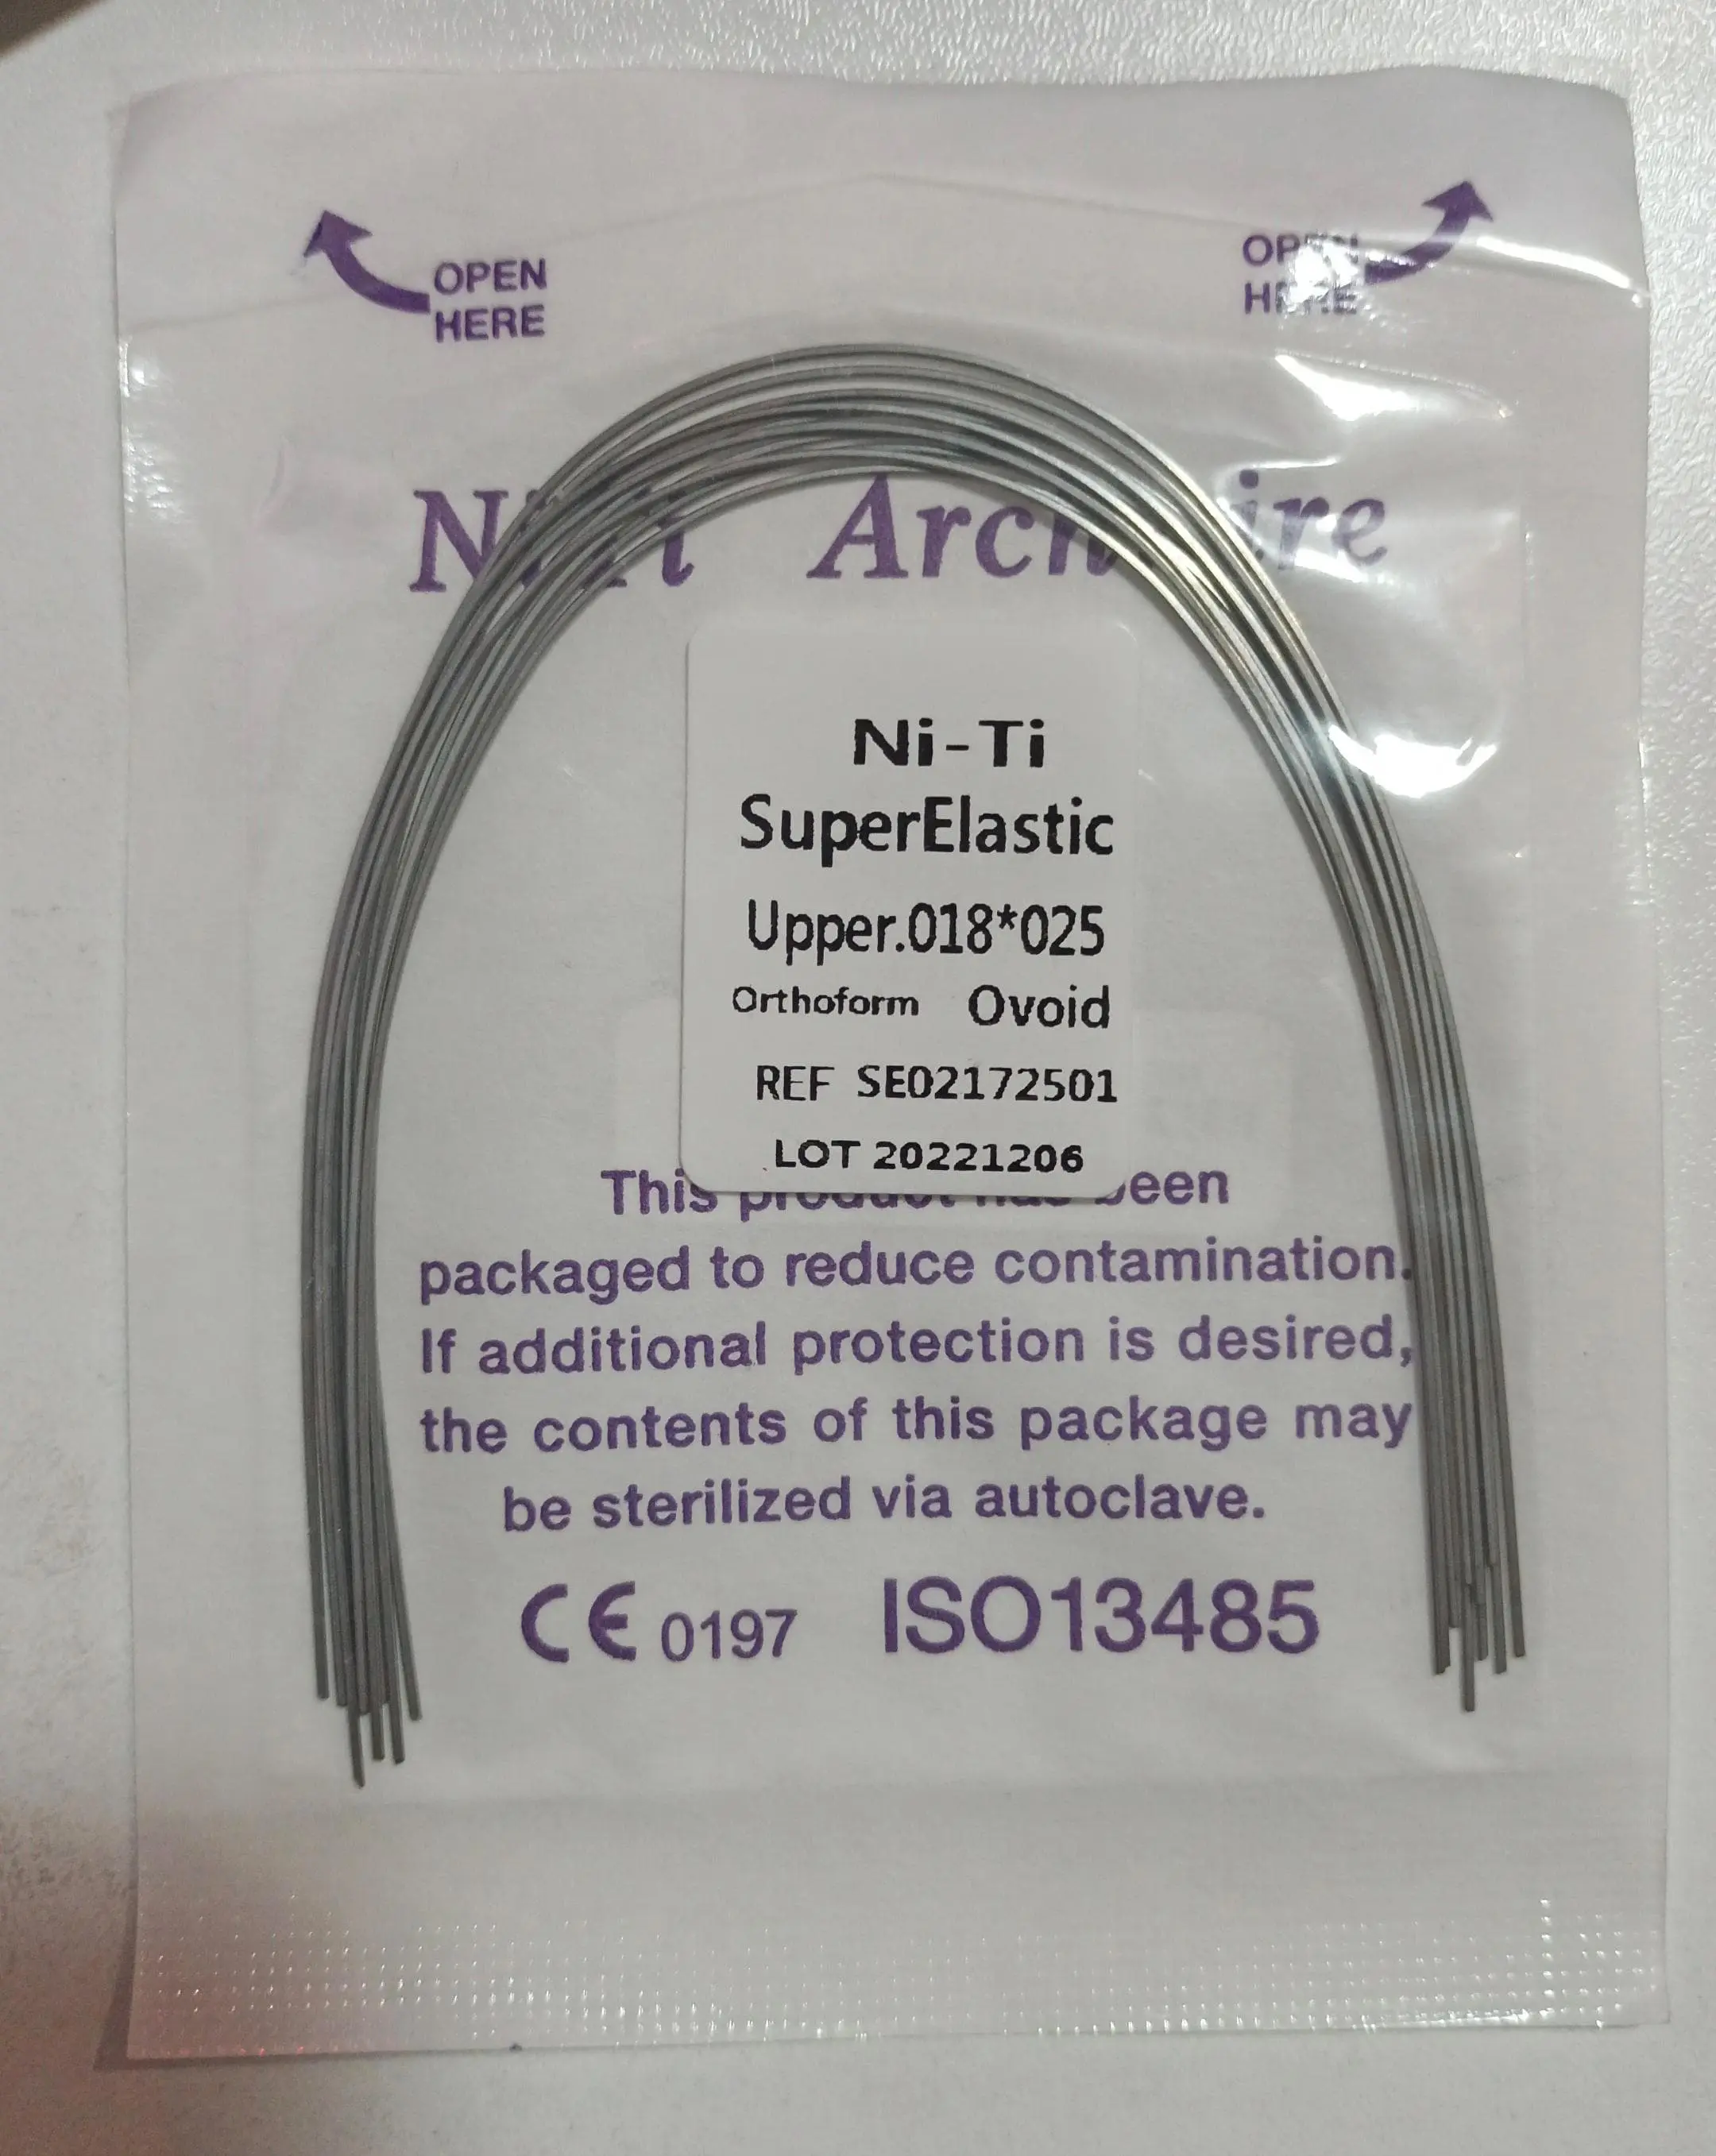 OPEN
HERE
OPEN
HERE
Ni-Ti
SuperElastic
Upper.018*025
Orthoform Ovoid
REF SE02172501
LOT 20221206
This been
packaged to reduce contamination.
If additional protection is desired,
the contents of this package may
be sterilized via autoclave.
CE 0197 ISO13485